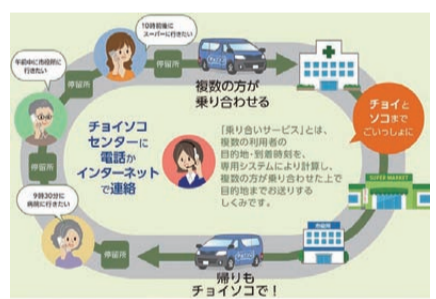 10時前後に
スーパーに行きたい
停留所
午前中に市役所に
行きたい
停留所
複数の方が
乗り合わせる
チョイと
ソコまで
ごいっしょに
チョイソコ
センターに
電話か
インターネット
で連絡
「乗り合いサービス」とは、
複数の利用者の
目的地・到着時刻を、
専用システムにより計算し、
複数の方が乗り合わせた上で
目的地までお送りする
しくみです。
停留所
SUPER MARKET
9時30分に
病院に行きたい
停留所
市役所
帰りも
チョイソコで!